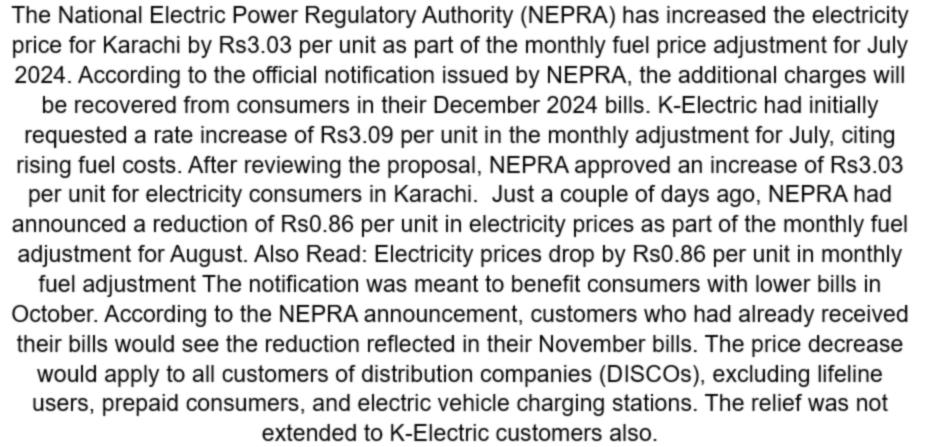 The National Electric Power Regulatory Authority (NEPRA) has increased the electricity
price for Karachi by Rs3.03 per unit as part of the monthly fuel price adjustment for July
2024. According to the official notification issued by NEPRA, the additional charges will
be recovered from consumers in their December 2024 bills. K-Electric had initially
requested a rate increase of Rs3.09 per unit in the monthly adjustment for July, citing
rising fuel costs. After reviewing the proposal, NEPRA approved an increase of Rs3.03
per unit for electricity consumers in Karachi.  Just a couple of days ago, NEPRA had
announced a reduction of Rs0.86 per unit in electricity prices as part of the monthly fuel
adjustment for August. Also Read: Electricity prices drop by Rs0.86 per unit in monthly
fuel adjustment The notification was meant to benefit consumers with lower bills in
October. According to the NEPRA announcement, customers who had already received
their bills would see the reduction reflected in their November bills. The price decrease
would apply to all customers of distribution companies (DISCOs), excluding lifeline
users, prepaid consumers, and electric vehicle charging stations. The relief was not
extended to K-Electric customers also.